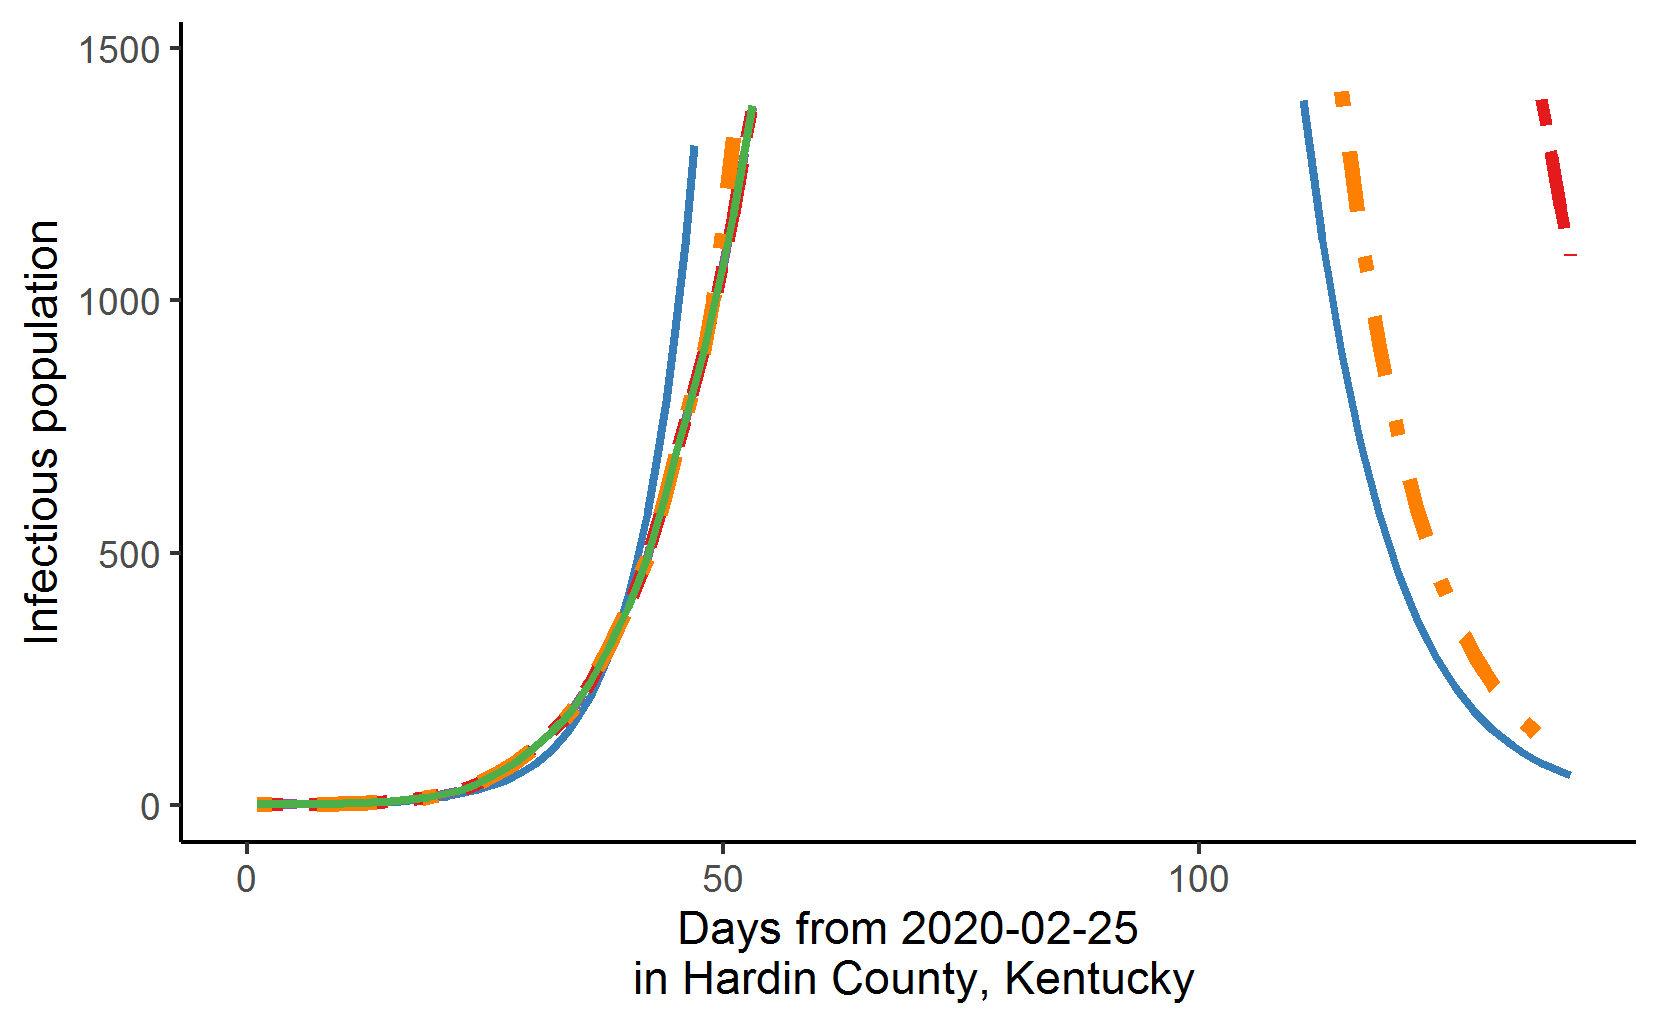 1500
1000
500
0
Infectious population
0 50 100
Days from 2020-02-25
in Hardin County, Kentucky